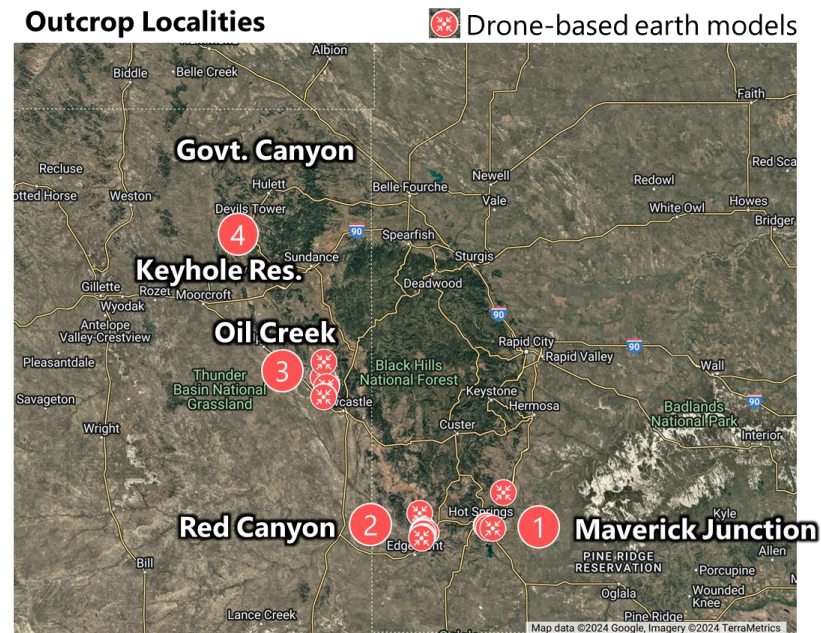 Outcrop Localities
Drone-based earth models
Albion
Biddle
Belle Creek
Faith
Govt. Canyon
Recluse
Hulett
Newell
Redowl
Red Sca
otted Horse
Weston
Belle Fourche
Vale
Howes
Devils Tower
White Owl
Bridger
4
90
Spearfish
Sundance
Sturgis
Keyhole Res.
Deadwood
Gillette
Rozet
Moorcroft
Wyodak
90
Antelope
Valley-Crestview
Oil Creek
Rapid City
90
Rapid Valley
Pleasantdale
3
Black Hills
National Forest
Wall
Thunder
Basin National
Grassland
Keystone
Savageton
wcastle
Hermosa
90
Badlands
National Park
Wright
Custer
Interior
Hot Springs
Kyle
Red Canyon
2
1
Maverick Junction
Edge
nt
Allen
Bill
PINE RIDGE
RESERVATION
Porcupine
Oglala
Wounded
Knee
Lance Creek
Pine Ridge
Map data ©2024 Google, Imagery ©2024 TerraMetrics